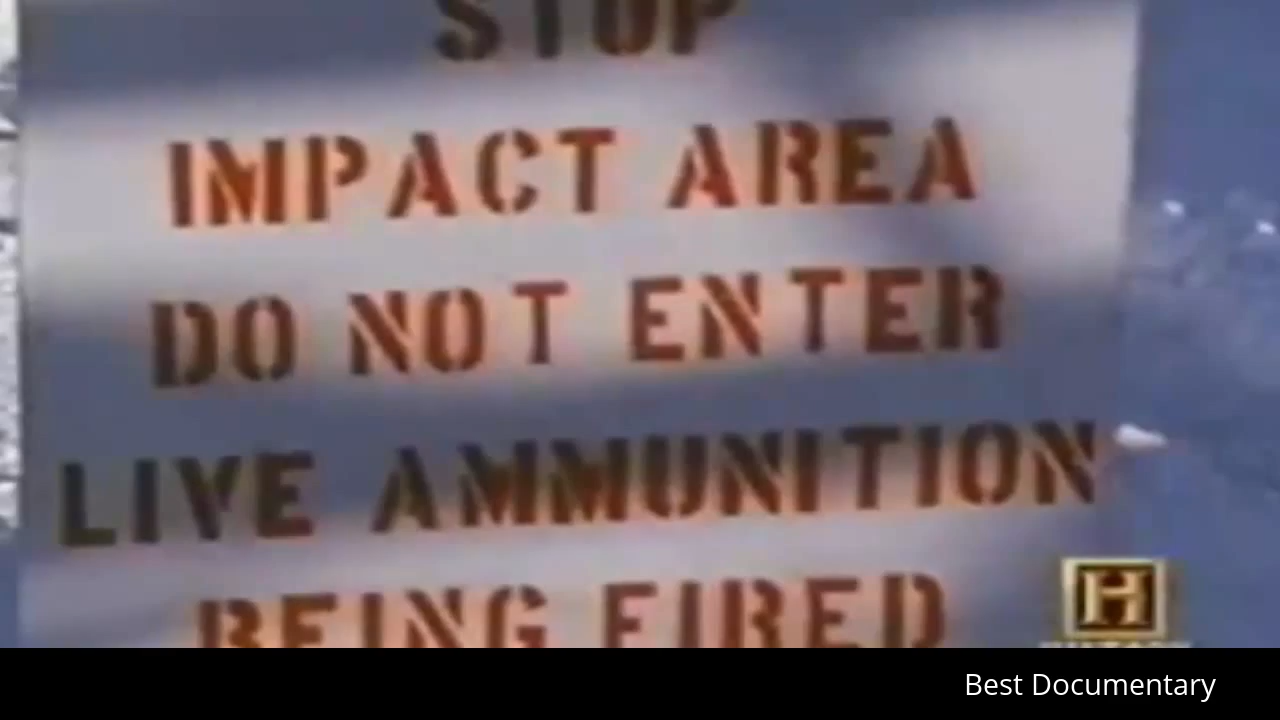 STOP
IMPACT AREA
DO NOT ENTER
LIVE AMMUNITION
BEING FIRED
H
Best Documentary